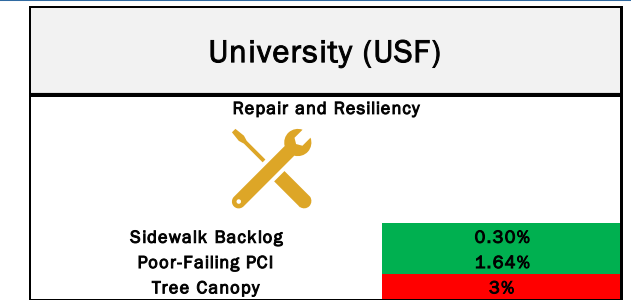 University (USF)
Repair and Resiliency
Sidewalk Backlog 0.30%
Poor-Failing PCI 1.64%
Tree Canopy 3%